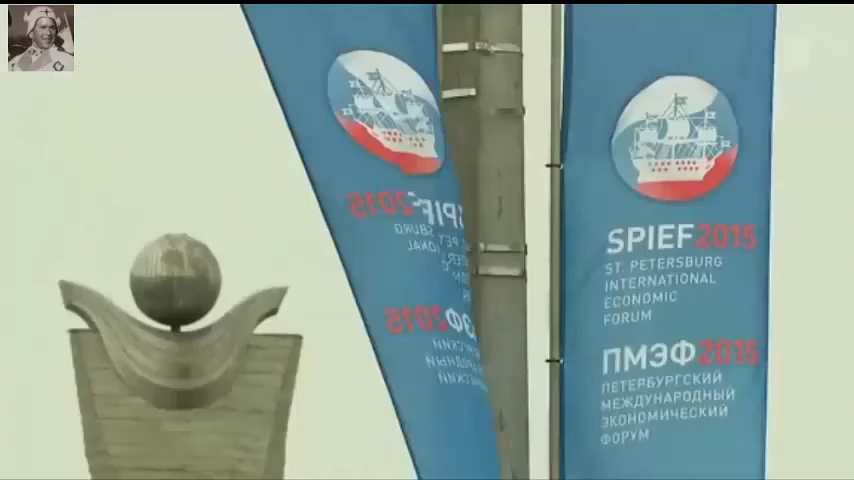 SPIEF2015
ST. PETERSBURG
INTERNATIONAL
ECONOMIC
FORUM
ПМЭФ2015
ПЕТЕРБУРГСКИЙ
МЕЖДУНАРОДНЫЙ
ЭКОНОМИЧЕСКИЙ
ФОРУМ